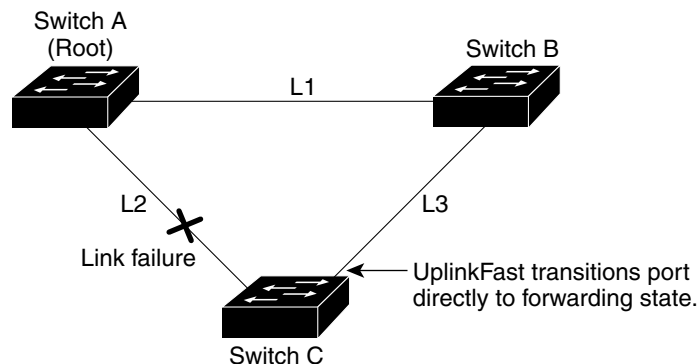 Switch A
(Root)
Switch B
L1
L2
L3
Link failure
UplinkFast transitions port
directly to forwarding state.
Switch C